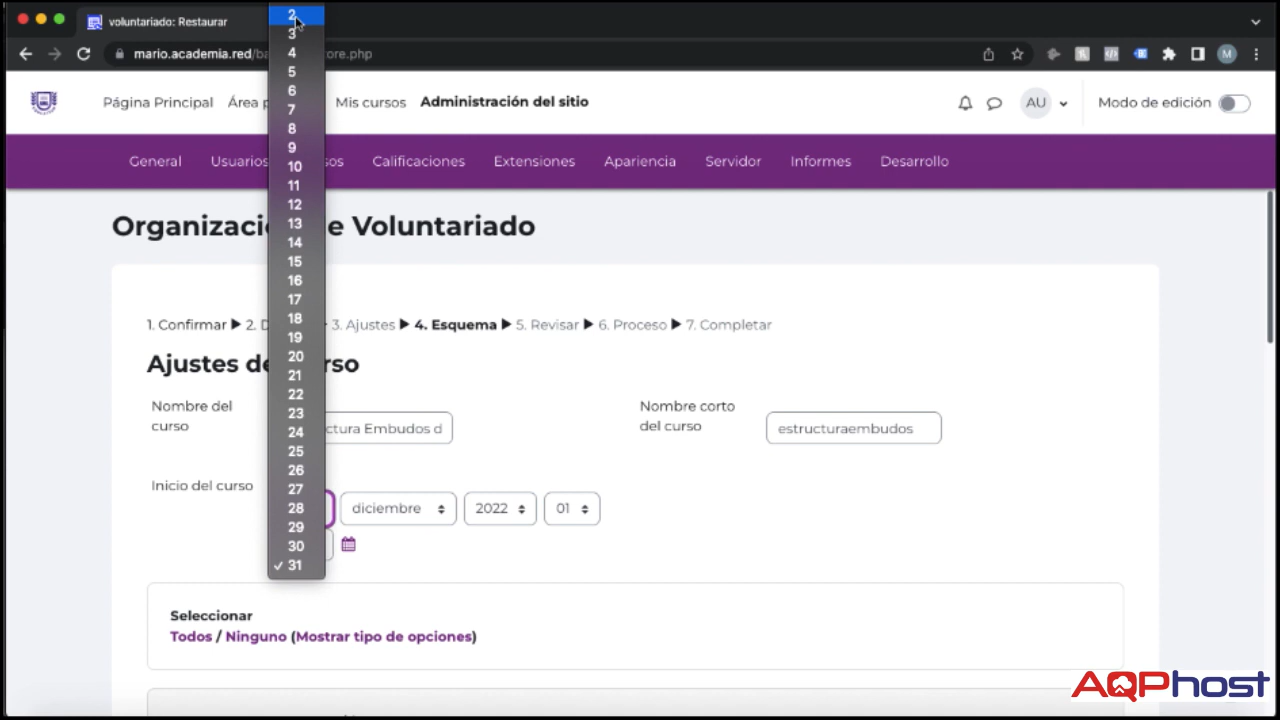 voluntariado: Restaurar
mario.academia.red/ba
ore.php
Página Principal
Área p
Mis cursos
Administración del sitio
AU
Modo de edición
M
General
Usuarios
sos
Calificaciones
Extensiones
Apariencia
Servidor
Informes
Desarrollo
2
3
4
5
6
7
8
9
10
11
12
13
14
15
16
17
18
19
20
21
22
23
24
25
26
27
28
29
30
✓ 31
Organizaci
e Voluntariado
1. Confirmar ▶ 2. D
3. Ajustes ▶ 4. Esquema ▶ 5. Revisar ▶ 6. Proceso ▶ 7. Completar
Ajustes de
rso
Nombre del
curso
ctura Embudos d
Nombre corto
del curso
estructuraembudos
Inicio del curso
diciembre
2022
01
Seleccionar
Todos / Ninguno (Mostrar tipo de opciones)
AQPhost